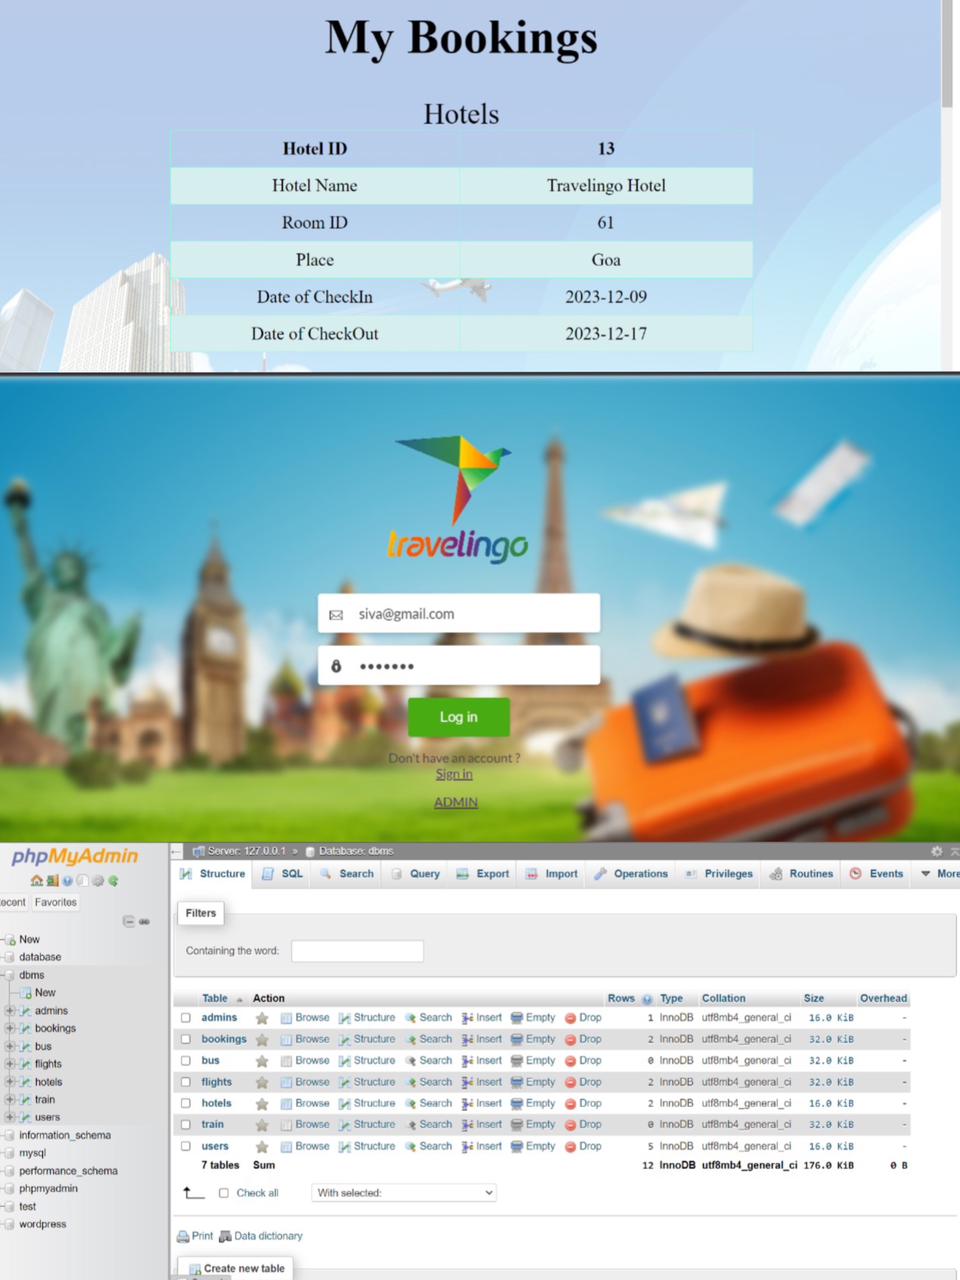 My Bookings
Hotels
Hotel ID 13
Hotel Name Travelingo Hotel
Room ID 61
Place Goa
Date of CheckIn 2023-12-09
Date of CheckOut 2023-12-17
travelingo
siva@gmail.com
•••••••
Log in
Don't have an account ?
Sign in
ADMIN
phpMyAdmin
Server: 127.0.0.1 » Database: dbms
Structure SQL Search Query Export Import Operations Privileges Routines Events More
ecent Favorites
New
database
dbms
New
admins
bookings
bus
flights
hotels
train
users
information_schema
mysql
performance_schema
phpmyadmin
test
wordpress
Filters
Containing the word:
Table Action Rows Type Collation Size Overhead
admins Browse Structure Search Insert Empty Drop 1 InnoDB utf8mb4_general_ci 16.0 KiB -
bookings Browse Structure Search Insert Empty Drop 2 InnoDB utf8mb4_general_ci 32.0 KiB -
bus Browse Structure Search Insert Empty Drop 0 InnoDB utf8mb4_general_ci 32.0 KiB -
flights Browse Structure Search Insert Empty Drop 2 InnoDB utf8mb4_general_ci 32.0 KiB -
hotels Browse Structure Search Insert Empty Drop 2 InnoDB utf8mb4_general_ci 16.0 KiB -
train Browse Structure Search Insert Empty Drop 0 InnoDB utf8mb4_general_ci 32.0 KiB -
users Browse Structure Search Insert Empty Drop 5 InnoDB utf8mb4_general_ci 16.0 KiB -
7 tables Sum 12 InnoDB utf8mb4_general_ci 176.0 KiB 0 B
Check all With selected:
Print Data dictionary
Create new table